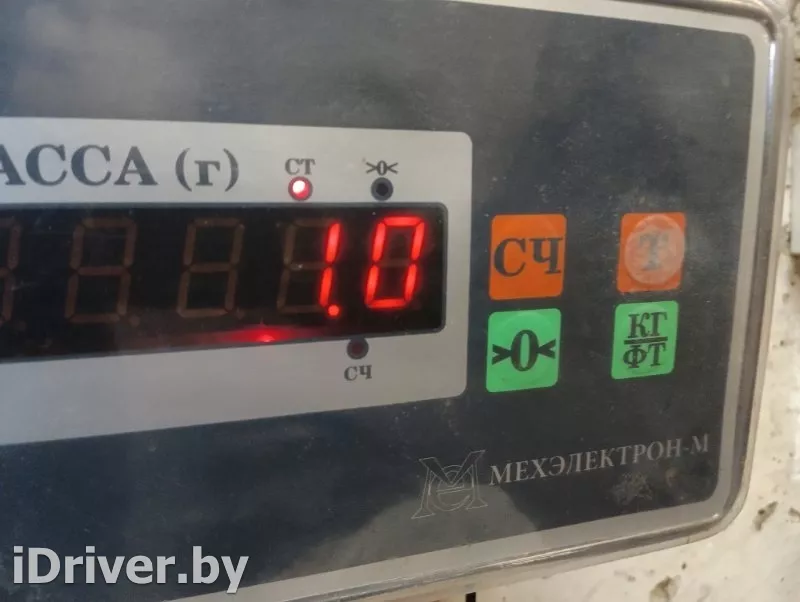 АССА (г)
СТ
>0<
1.0
СЧ
Т
СЧ
>0<
КГ
ФТ
МЕХЭЛЕКТРОН-М
iDriver.by